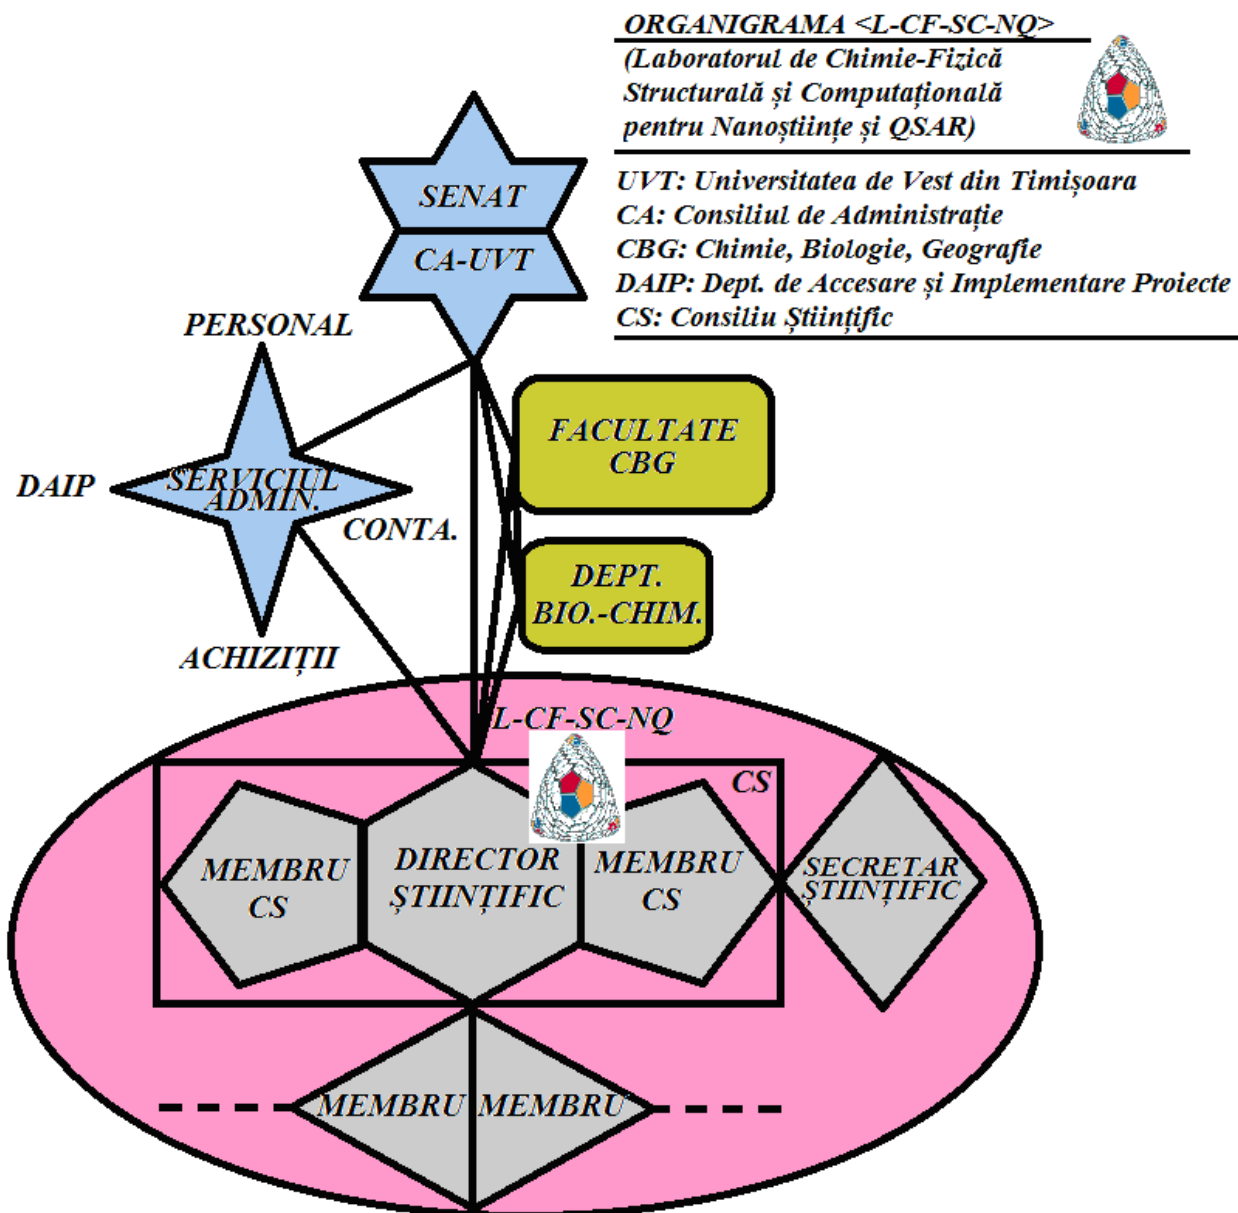 ORGANIGRAMA <L-CF-SC-NQ>
(Laboratorul de Chimie-Fizică
Structurală și Computațională
pentru Nanoștiințe și QSAR)
UVT: Universitatea de Vest din Timișoara
CA: Consiliul de Administrație
CBG: Chimie, Biologie, Geografie
DAIP: Dept. de Accesare și Implementare Proiecte
CS: Consiliu Științific
SENAT
CA-UVT
PERSONAL
DAIP
SERVICIUL
ADMIN.
CONTA.
ACHIZIȚII
FACULTATE
CBG
DEPT.
BIO.-CHIM.
L-CF-SC-NQ
CS
MEMBRU
CS
DIRECTOR
ȘTIINȚIFIC
MEMBRU
CS
SECRETAR
ȘTIINȚIFIC
MEMBRU
MEMBRU